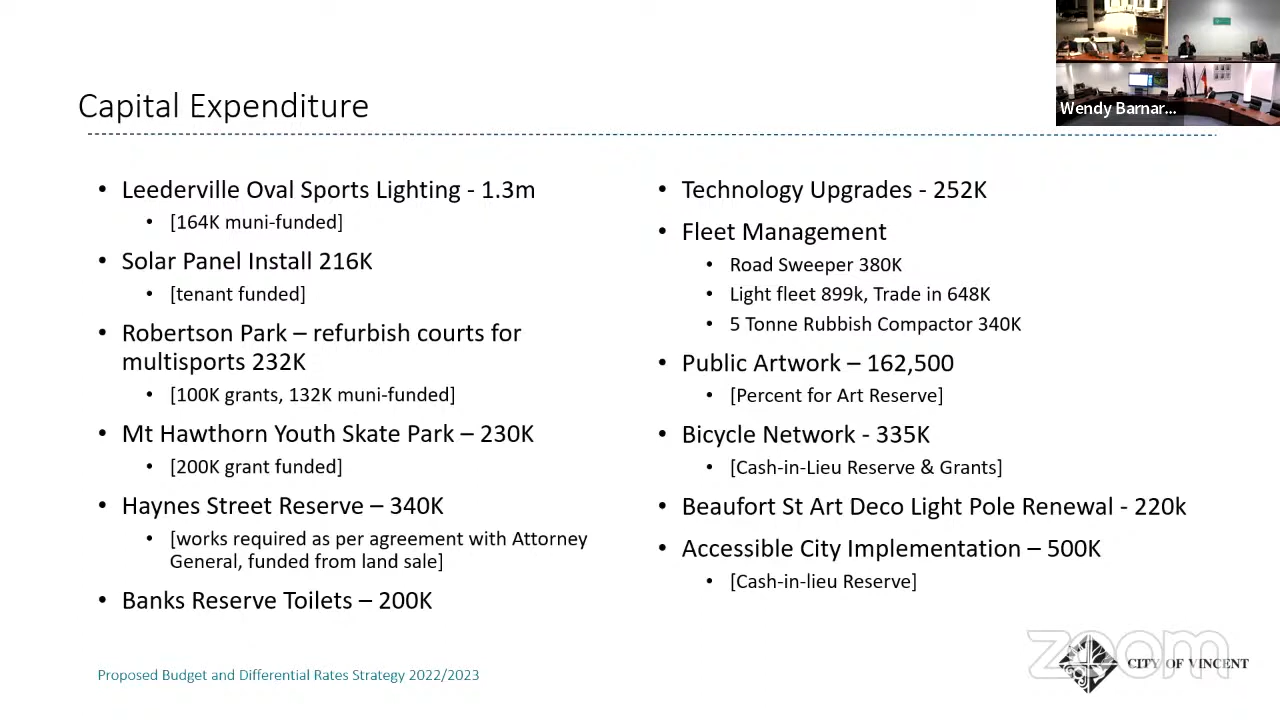 Wendy Barnar...
Capital Expenditure
• Leederville Oval Sports Lighting - 1.3m
• [164K muni-funded]
• Solar Panel Install 216K
• [tenant funded]
• Robertson Park – refurbish courts for
multisports 232K
• [100K grants, 132K muni-funded]
• Mt Hawthorn Youth Skate Park – 230K
• [200K grant funded]
• Haynes Street Reserve – 340K
• [works required as per agreement with Attorney
General, funded from land sale]
• Banks Reserve Toilets – 200K
• Technology Upgrades - 252K
• Fleet Management
• Road Sweeper 380K
• Light fleet 899k, Trade in 648K
• 5 Tonne Rubbish Compactor 340K
• Public Artwork – 162,500
• [Percent for Art Reserve]
• Bicycle Network - 335K
• [Cash-in-Lieu Reserve & Grants]
• Beaufort St Art Deco Light Pole Renewal - 220k
• Accessible City Implementation – 500K
• [Cash-in-lieu Reserve]
Proposed Budget and Differential Rates Strategy 2022/2023
zoom
CITY OF VINCENT